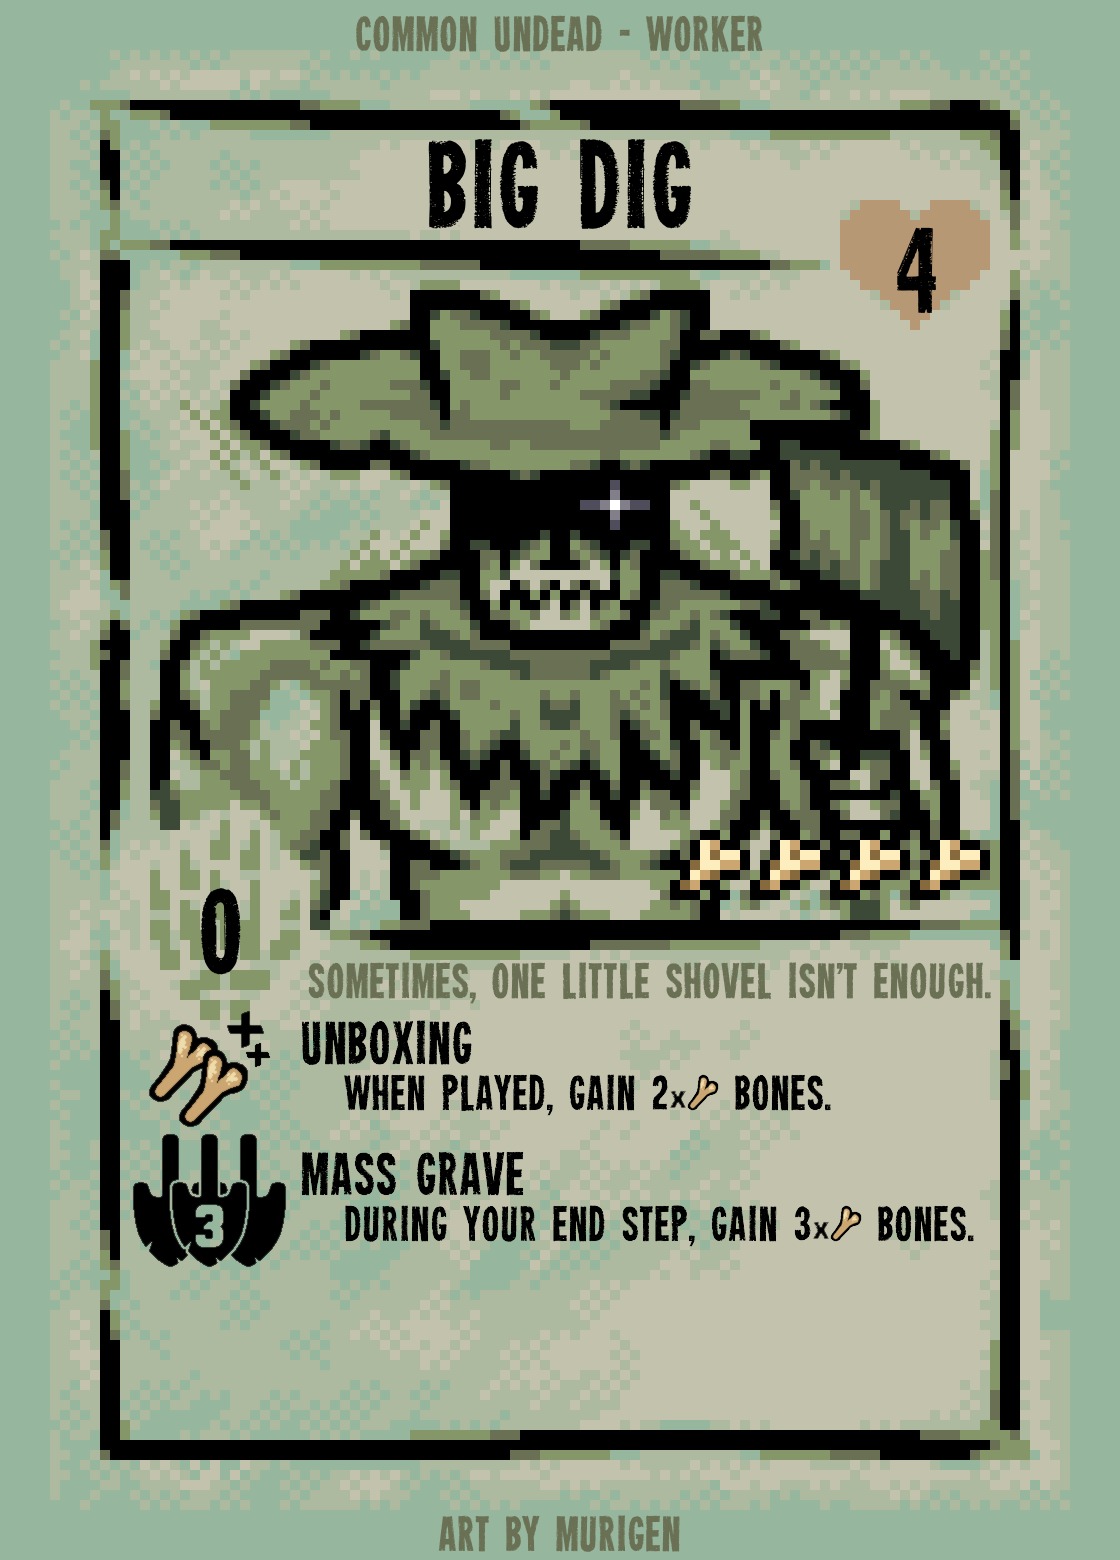 COMMON UNDEAD - WORKER
BIG DIG
4
0
SOMETIMES, ONE LITTLE SHOVEL ISN'T ENOUGH.
UNBOXING
WHEN PLAYED, GAIN 2x BONES.
MASS GRAVE
3
DURING YOUR END STEP, GAIN 3x BONES.
ART BY MURIGEN